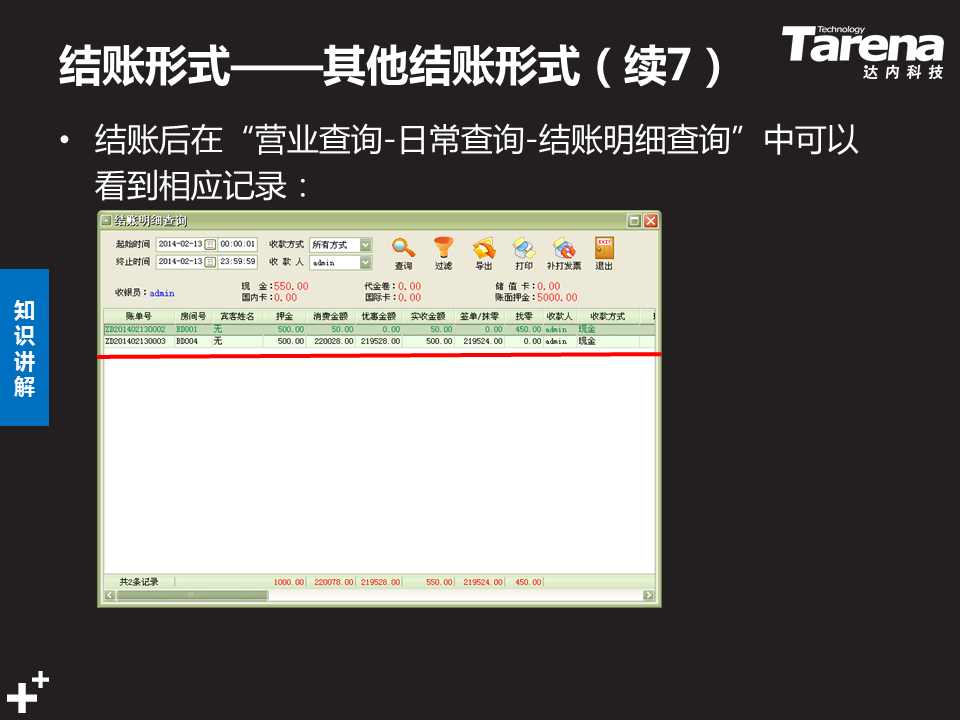 结账形式——其他结账形式（续7）
Technology
Tarena
达内科技
• 结账后在“营业查询-日常查询-结账明细查询”中可以
看到相应记录：
知识讲解
结账明细查询
起始时间 2014-02-13 00:00:01 收款方式 所有方式
终止时间 2014-02-13 23:59:59 收 款 人 admin
查询 过滤 导出 打印 补打发票 EXIT 退出
收银员：admin
现 金：550.00 代金卷：0.00 储 值 卡：0.00
国内卡：0.00 国际卡：0.00 账面押金：5000.00
账单号 房间号 宾客姓名 押金 消费金额 优惠金额 实收金额 签单/抹零 找零 收款人 收款方式
ZD201402130002 BD001 无 500.00 50.00 0.00 50.00 0.00 450.00 admin 现金
ZD201402130003 BD004 无 500.00 220028.00 219528.00 500.00 219524.00 0.00 admin 现金
共2条记录 1000.00 220078.00 219528.00 550.00 219524.00 450.00